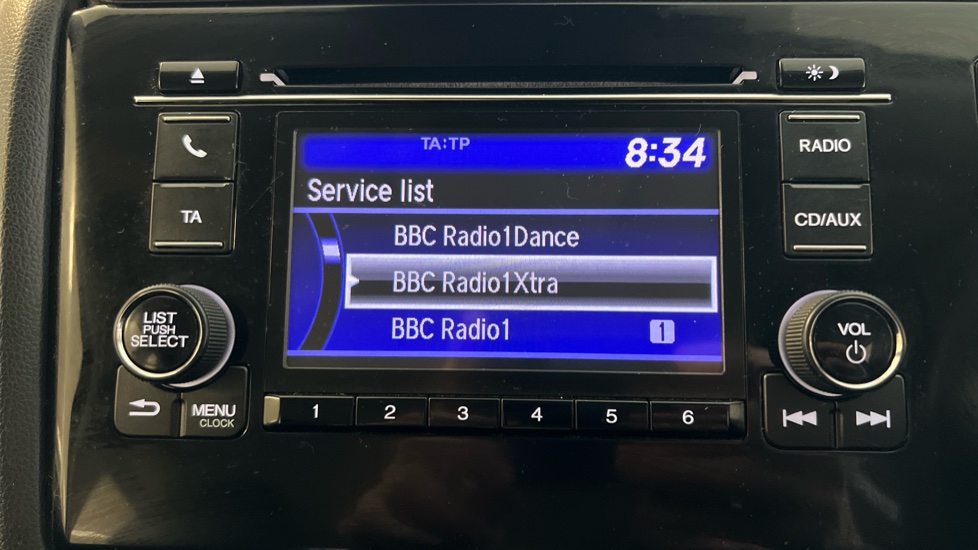 TA:TP
8:34
Service list
BBC Radio1Dance
BBC Radio1Xtra
BBC Radio1 1
TA
LIST
PUSH
SELECT
MENU
CLOCK
1 2 3 4 5 6
RADIO
CD/AUX
VOL